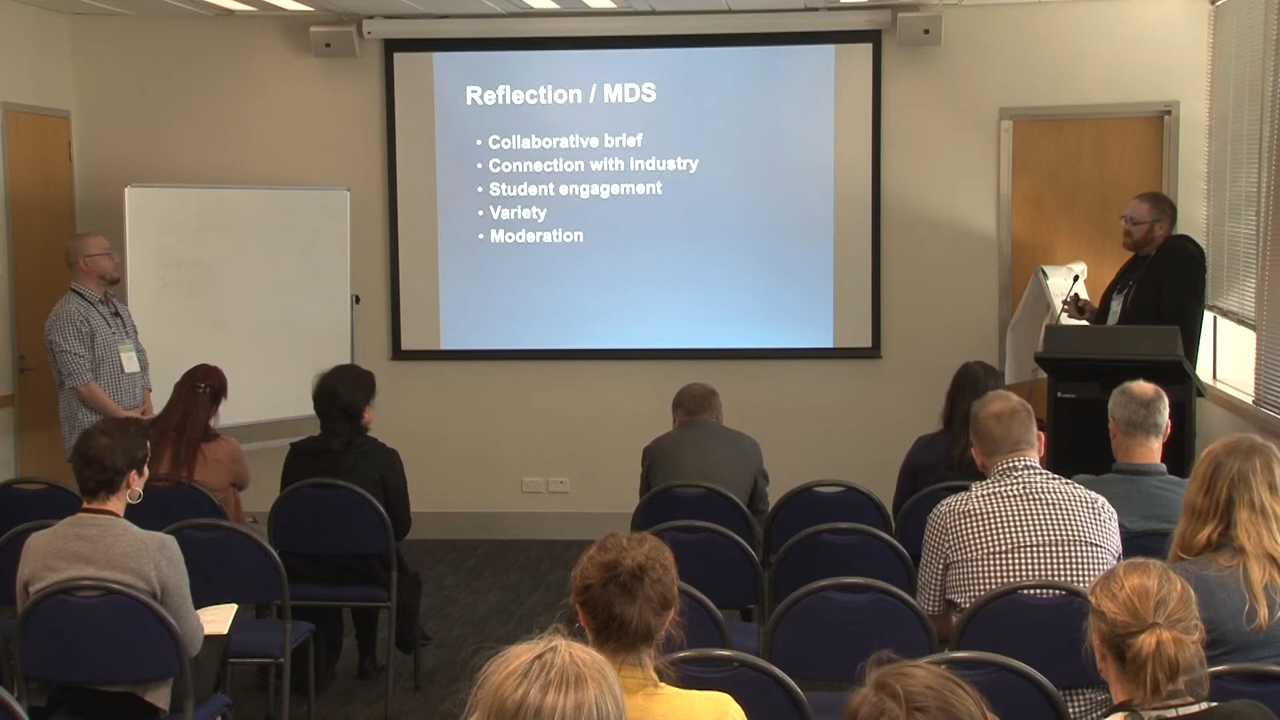 Reflection / MDS
• Collaborative brief
• Connection with industry
• Student engagement
• Variety
• Moderation